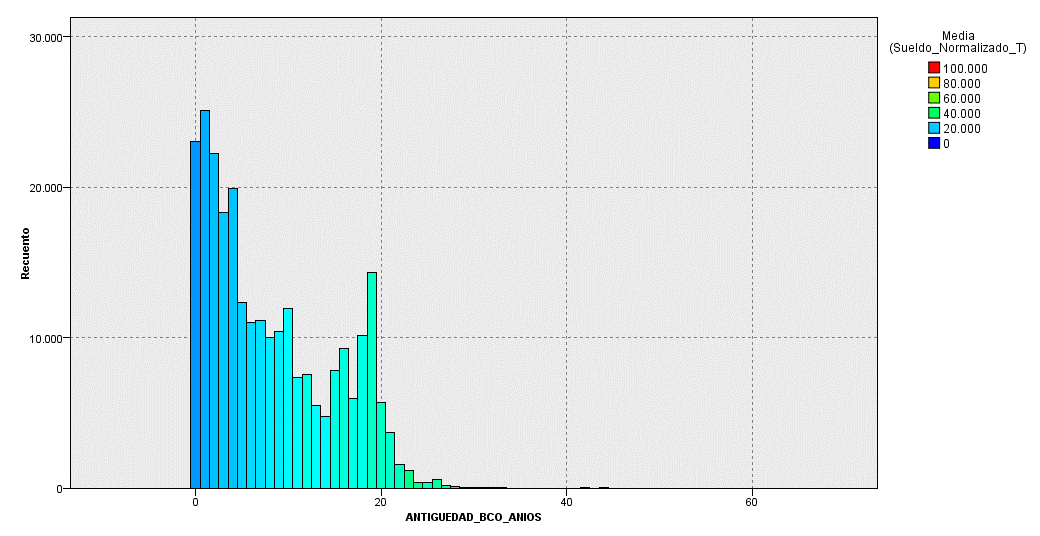 Media
(Sueldo_Normalizado_T)
100.000
80.000
60.000
40.000
20.000
0
30.000
20.000
10.000
0
Recuento
0 20 40 60
ANTIGUEDAD_BCO_ANIOS